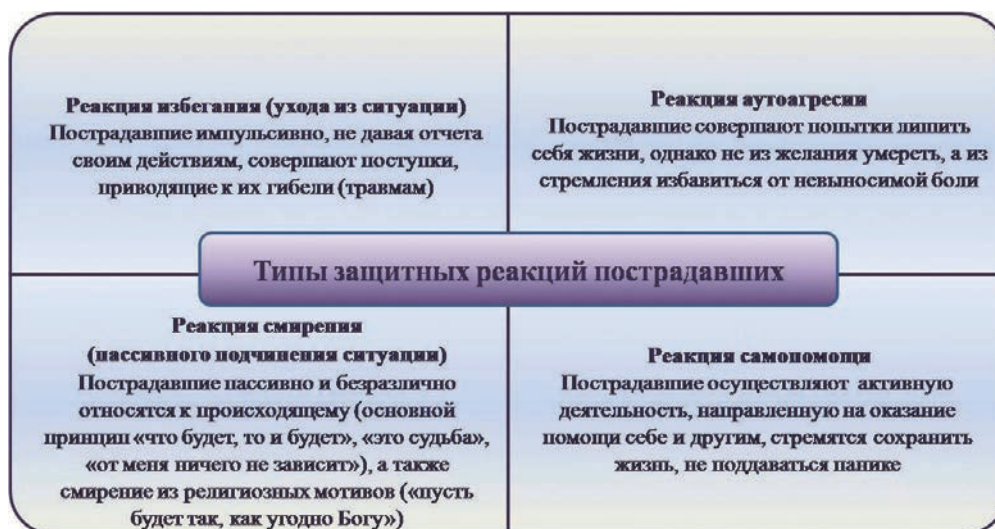 Реакция избегания (ухода из ситуации)
Пострадавшие импульсивно, не давая отчета
своим действиям, совершают поступки,
приводящие к их гибели (травмам)
Реакция аутоагресии
Пострадавшие совершают попытки лишить
себя жизни, однако не из желания умереть, а из
стремления избавиться от невыносимой боли
Типы защитных реакций пострадавших
Реакция смирения
(пассивного подчинения ситуации)
Пострадавшие пассивно и безразлично
относятся к происходящему (основной
принцип «что будет, то и будет», «это судьба»,
«от меня ничего не зависит»), а также
смирение из религиозных мотивов («пусть
будет так, как угодно Богу»)
Реакция самопомощи
Пострадавшие осуществляют активную
деятельность, направленную на оказание
помощи себе и другим, стремятся сохранить
жизнь, не поддаваться панике